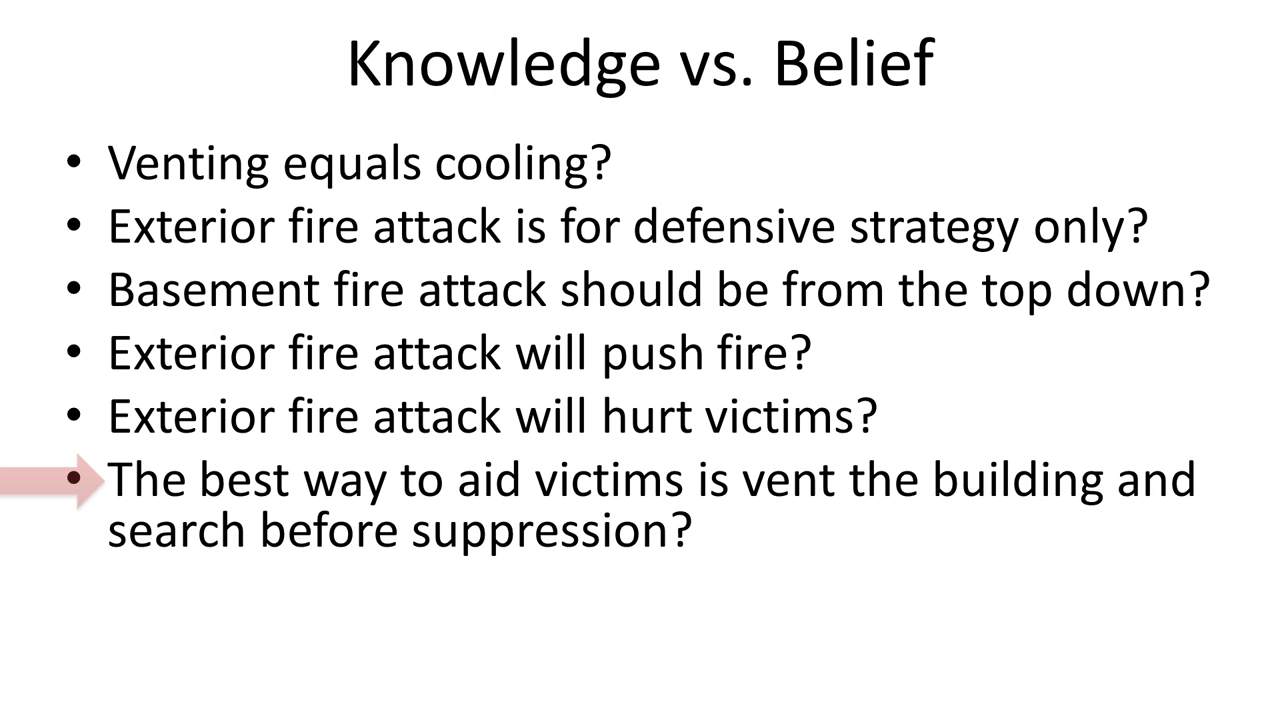 Knowledge vs. Belief
• Venting equals cooling?
• Exterior fire attack is for defensive strategy only?
• Basement fire attack should be from the top down?
• Exterior fire attack will push fire?
• Exterior fire attack will hurt victims?
• The best way to aid victims is vent the building and
search before suppression?